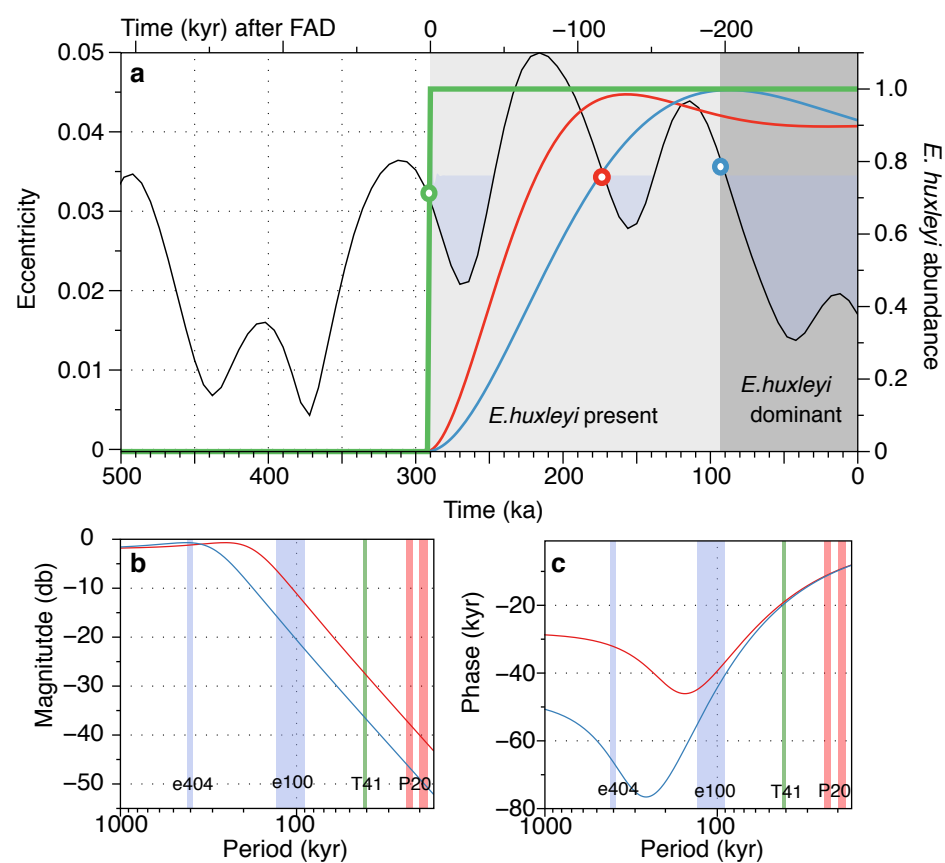 Time (kyr) after FAD
0
−100
−200
a
0.05
0.04
0.03
0.02
0.01
0
Eccentricity
1.0
0.8
0.6
0.4
0.2
0
E. huxleyi abundance
E.huxleyi present
E.huxleyi
dominant
500
400
300
200
100
0
Time (ka)
b
0
−10
−20
−30
−40
−50
Magnitutde (db)
e404
e100
T41
P20
1000
100
Period (kyr)
c
−20
−40
−60
−80
Phase (kyr)
e404
e100
T41
P20
1000
100
Period (kyr)